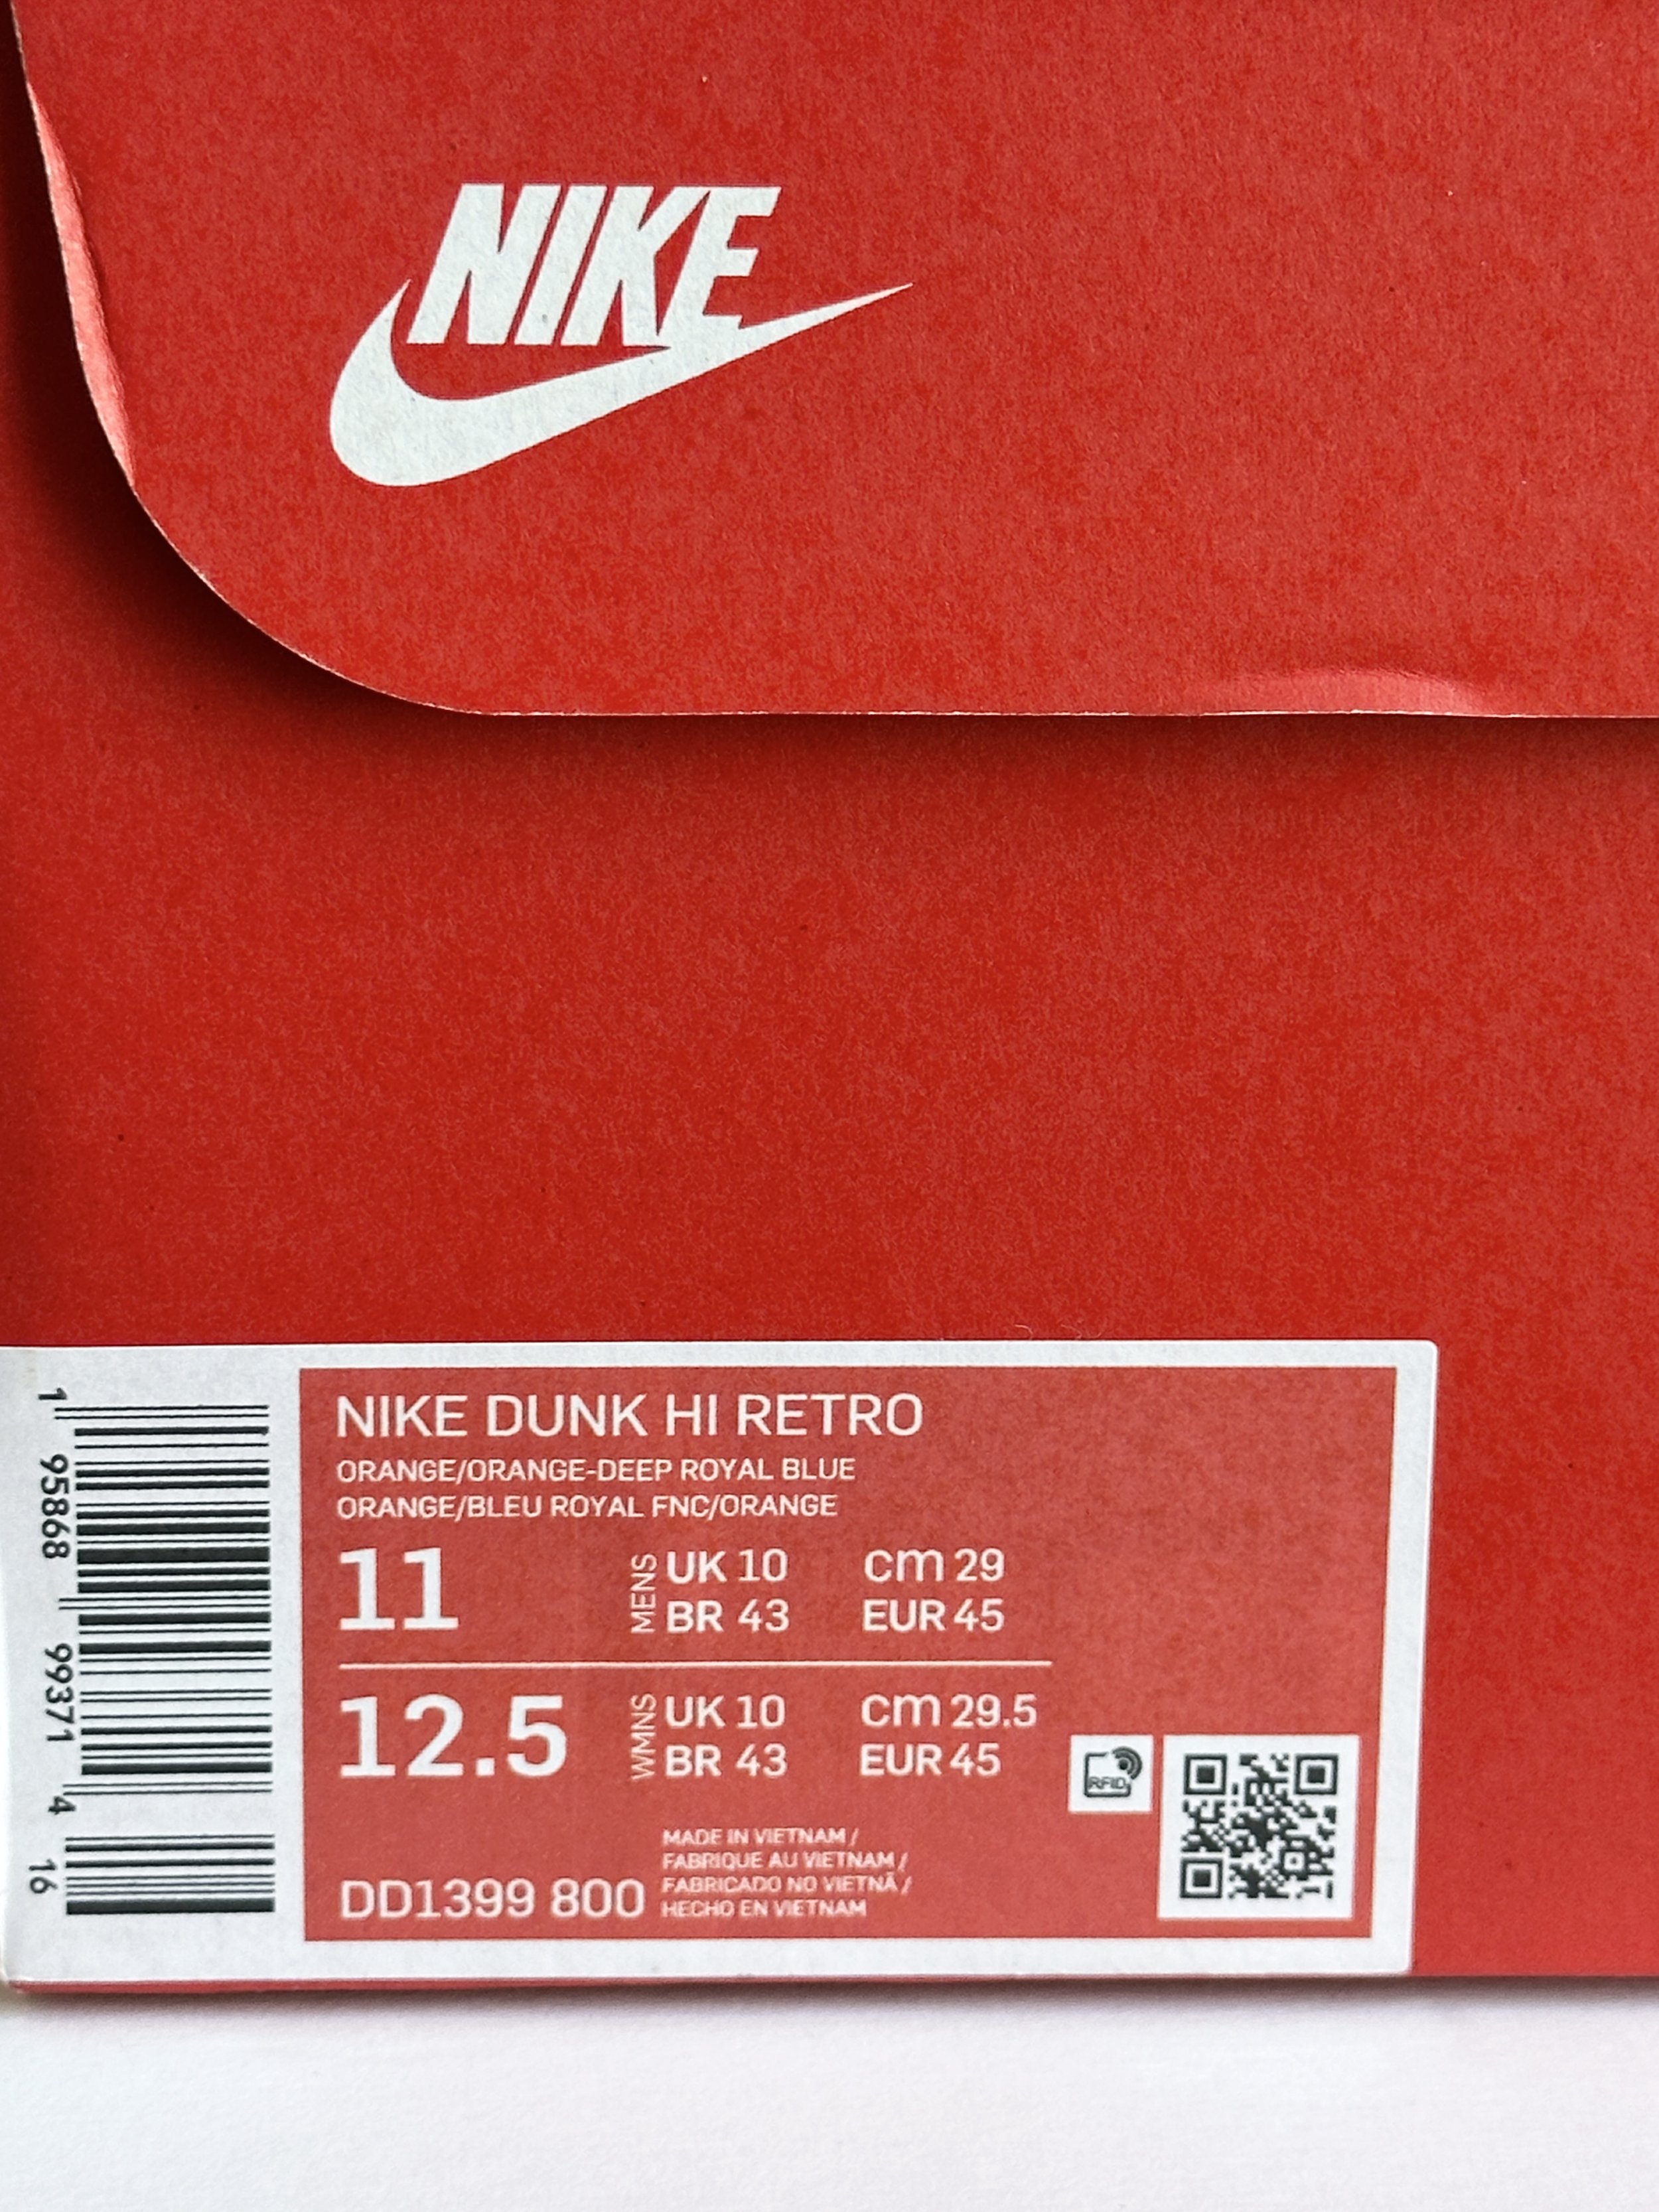 NIKE
NIKE DUNK HI RETRO
ORANGE/ORANGE-DEEP ROYAL BLUE
ORANGE/BLEU ROYAL FNC/ORANGE
11 MENS UK 10 cm 29
BR 43 EUR 45
12.5 WMNS UK 10 cm 29.5
BR 43 EUR 45
RFID
MADE IN VIETNAM /
FABRIQUE AU VIETNAM /
FABRICADO NO VIETNÃ /
HECHO EN VIETNAM
DD1399 800
1 95868 99371 4 16